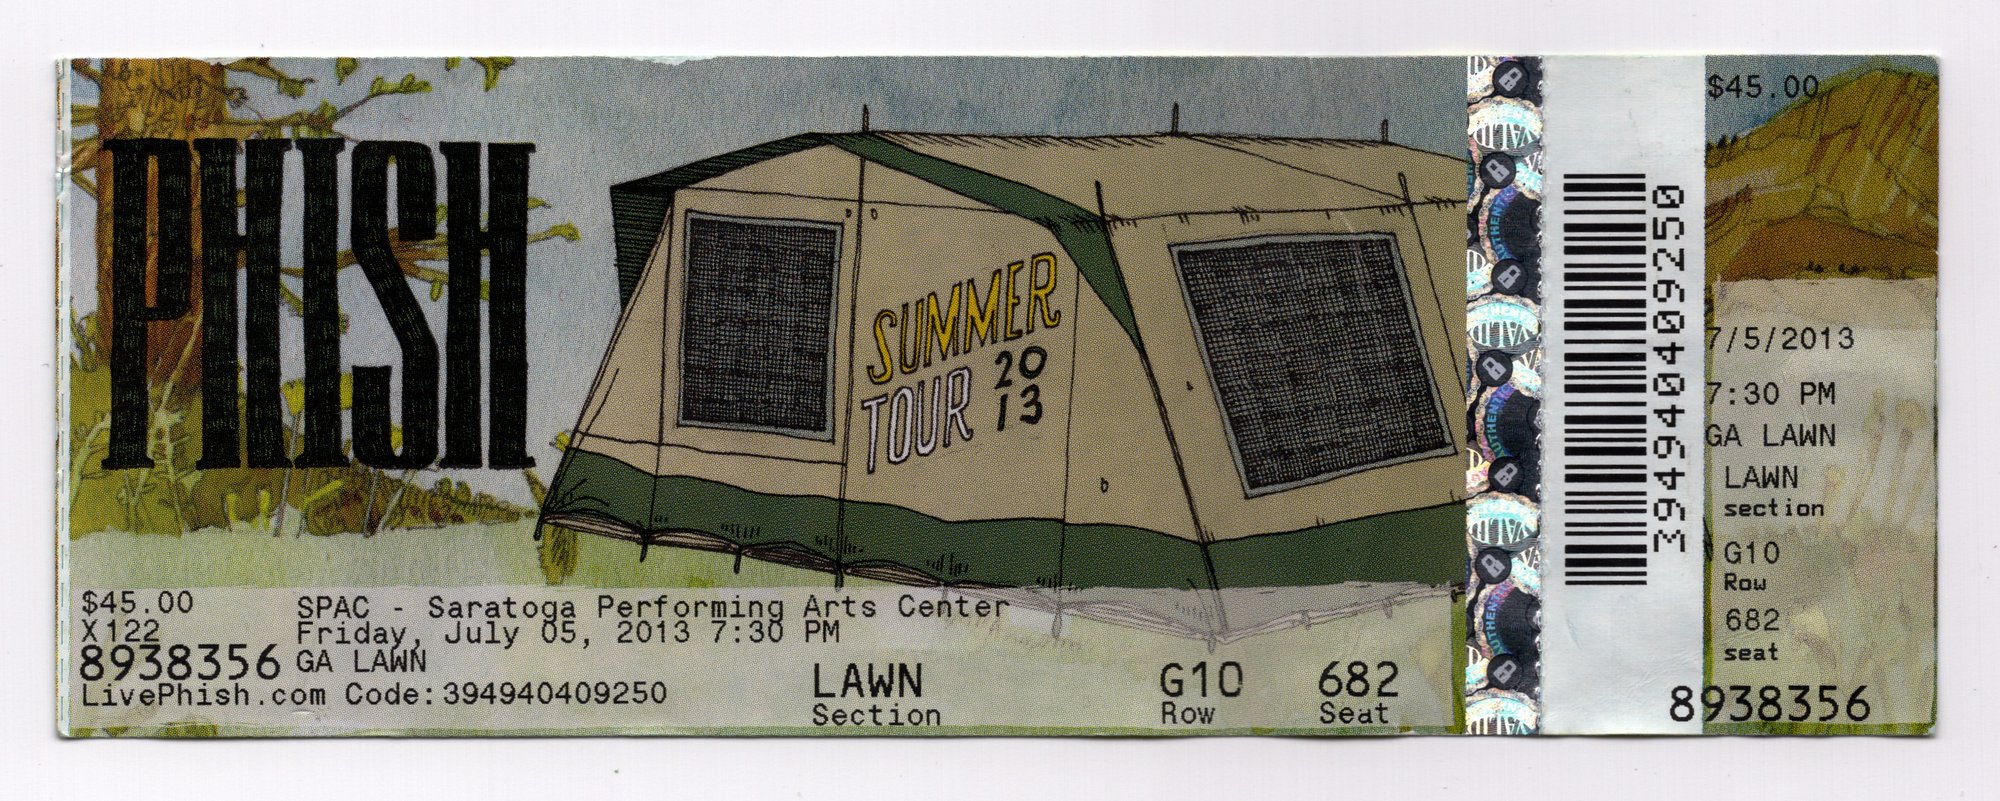 PHISH
SUMMER
TOUR
20
13
$45.00
X122
8938356
SPAC - Saratoga Performing Arts Center
Friday, July 05, 2013 7:30 PM
GA LAWN
LivePhish.com Code:394940409250
LAWN
Section
G10
Row
682
Seat
VALID
AUTHENTIC
394940409250
$45.00
7/5/2013
7:30 PM
GA LAWN
LAWN
section
G10
Row
682
seat
8938356